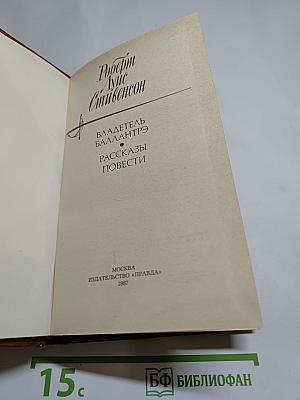 Роберт
Луис
Стивенсон
ВЛАДЕТЕЛЬ
БАЛЛАНТРЭ
•
РАССКАЗЫ
ПОВЕСТИ
МОСКВА
ИЗДАТЕЛЬСТВО «ПРАВДА»
1987
15с
БФ БИБЛИОФАН